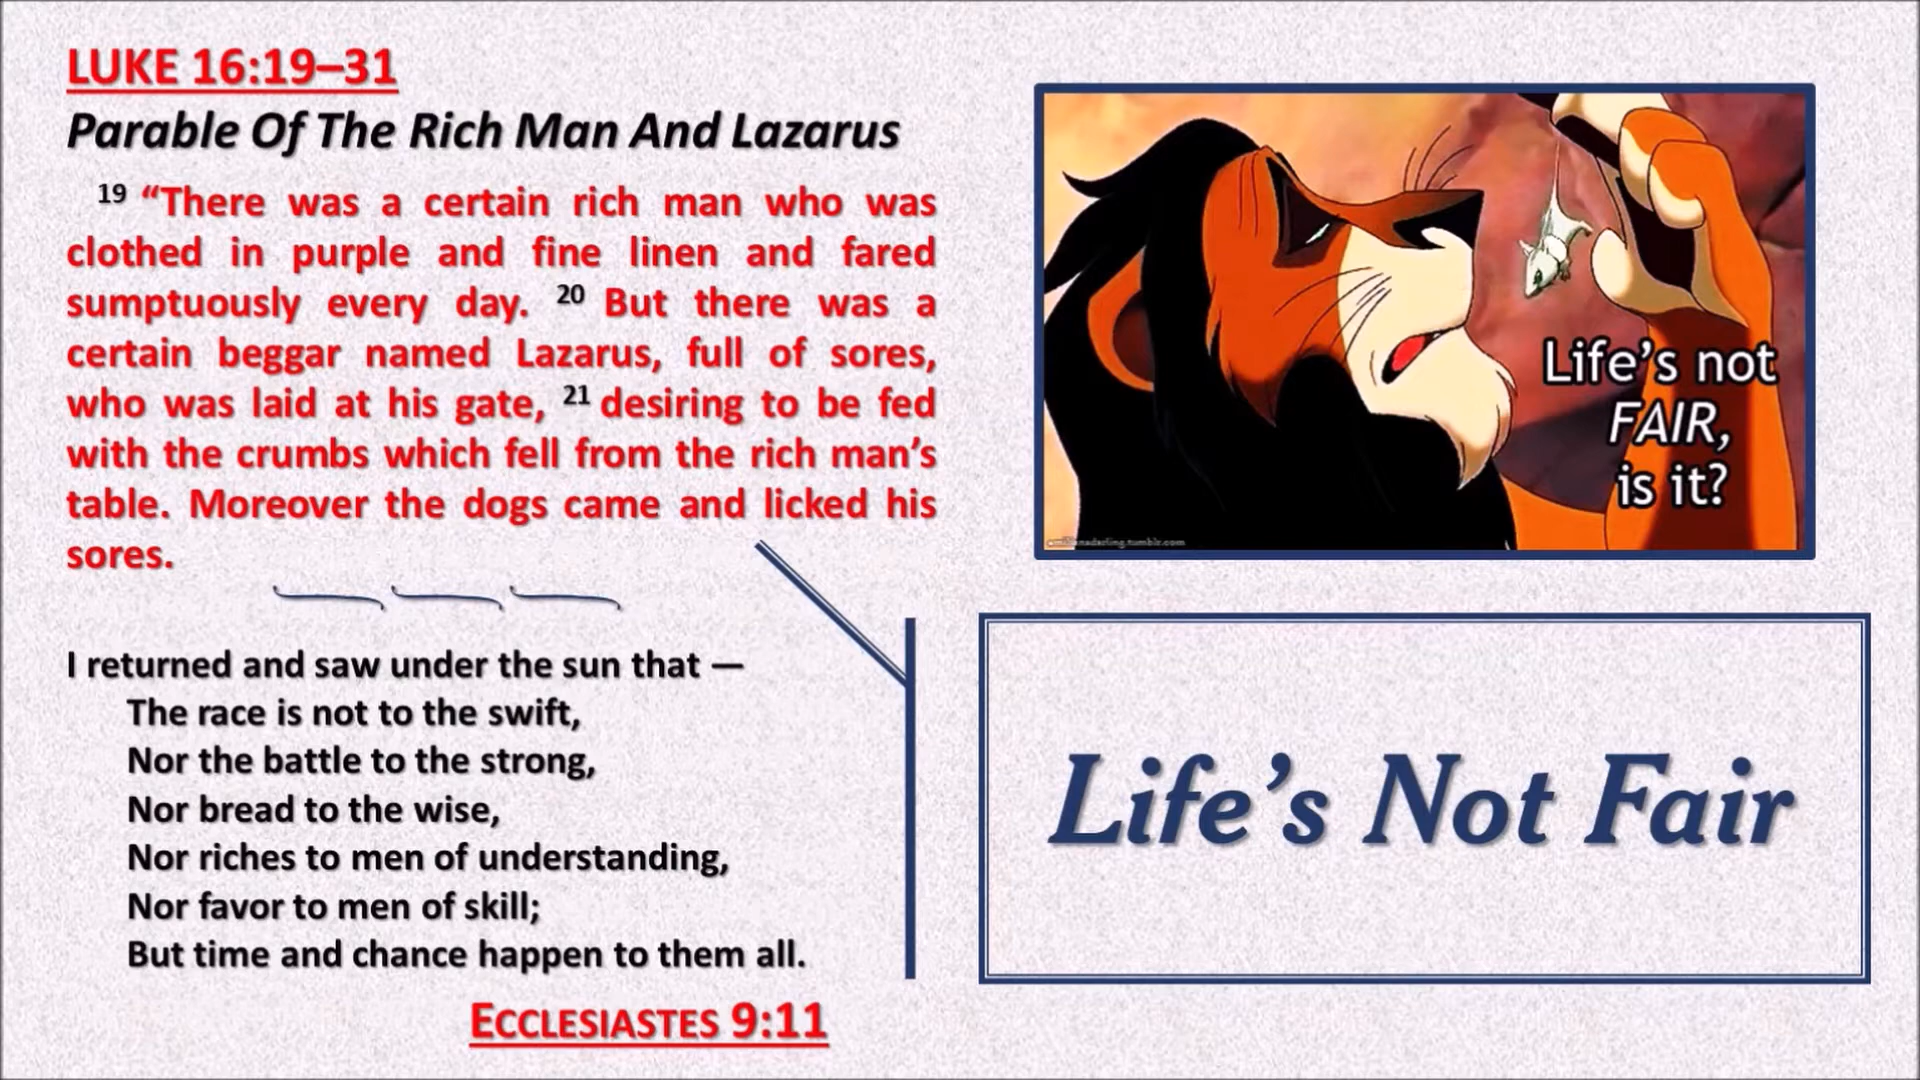 LUKE 16:19–31
Parable Of The Rich Man And Lazarus
19 “There was a certain rich man who was
clothed in purple and fine linen and fared
sumptuously every day. 20 But there was a
certain beggar named Lazarus, full of sores,
who was laid at his gate, 21 desiring to be fed
with the crumbs which fell from the rich man’s
table. Moreover the dogs came and licked his
sores.
I returned and saw under the sun that —
The race is not to the swift,
Nor the battle to the strong,
Nor bread to the wise,
Nor riches to men of understanding,
Nor favor to men of skill;
But time and chance happen to them all.
ECCLESIASTES 9:11
Life’s not
FAIR,
is it?
Life’s Not Fair